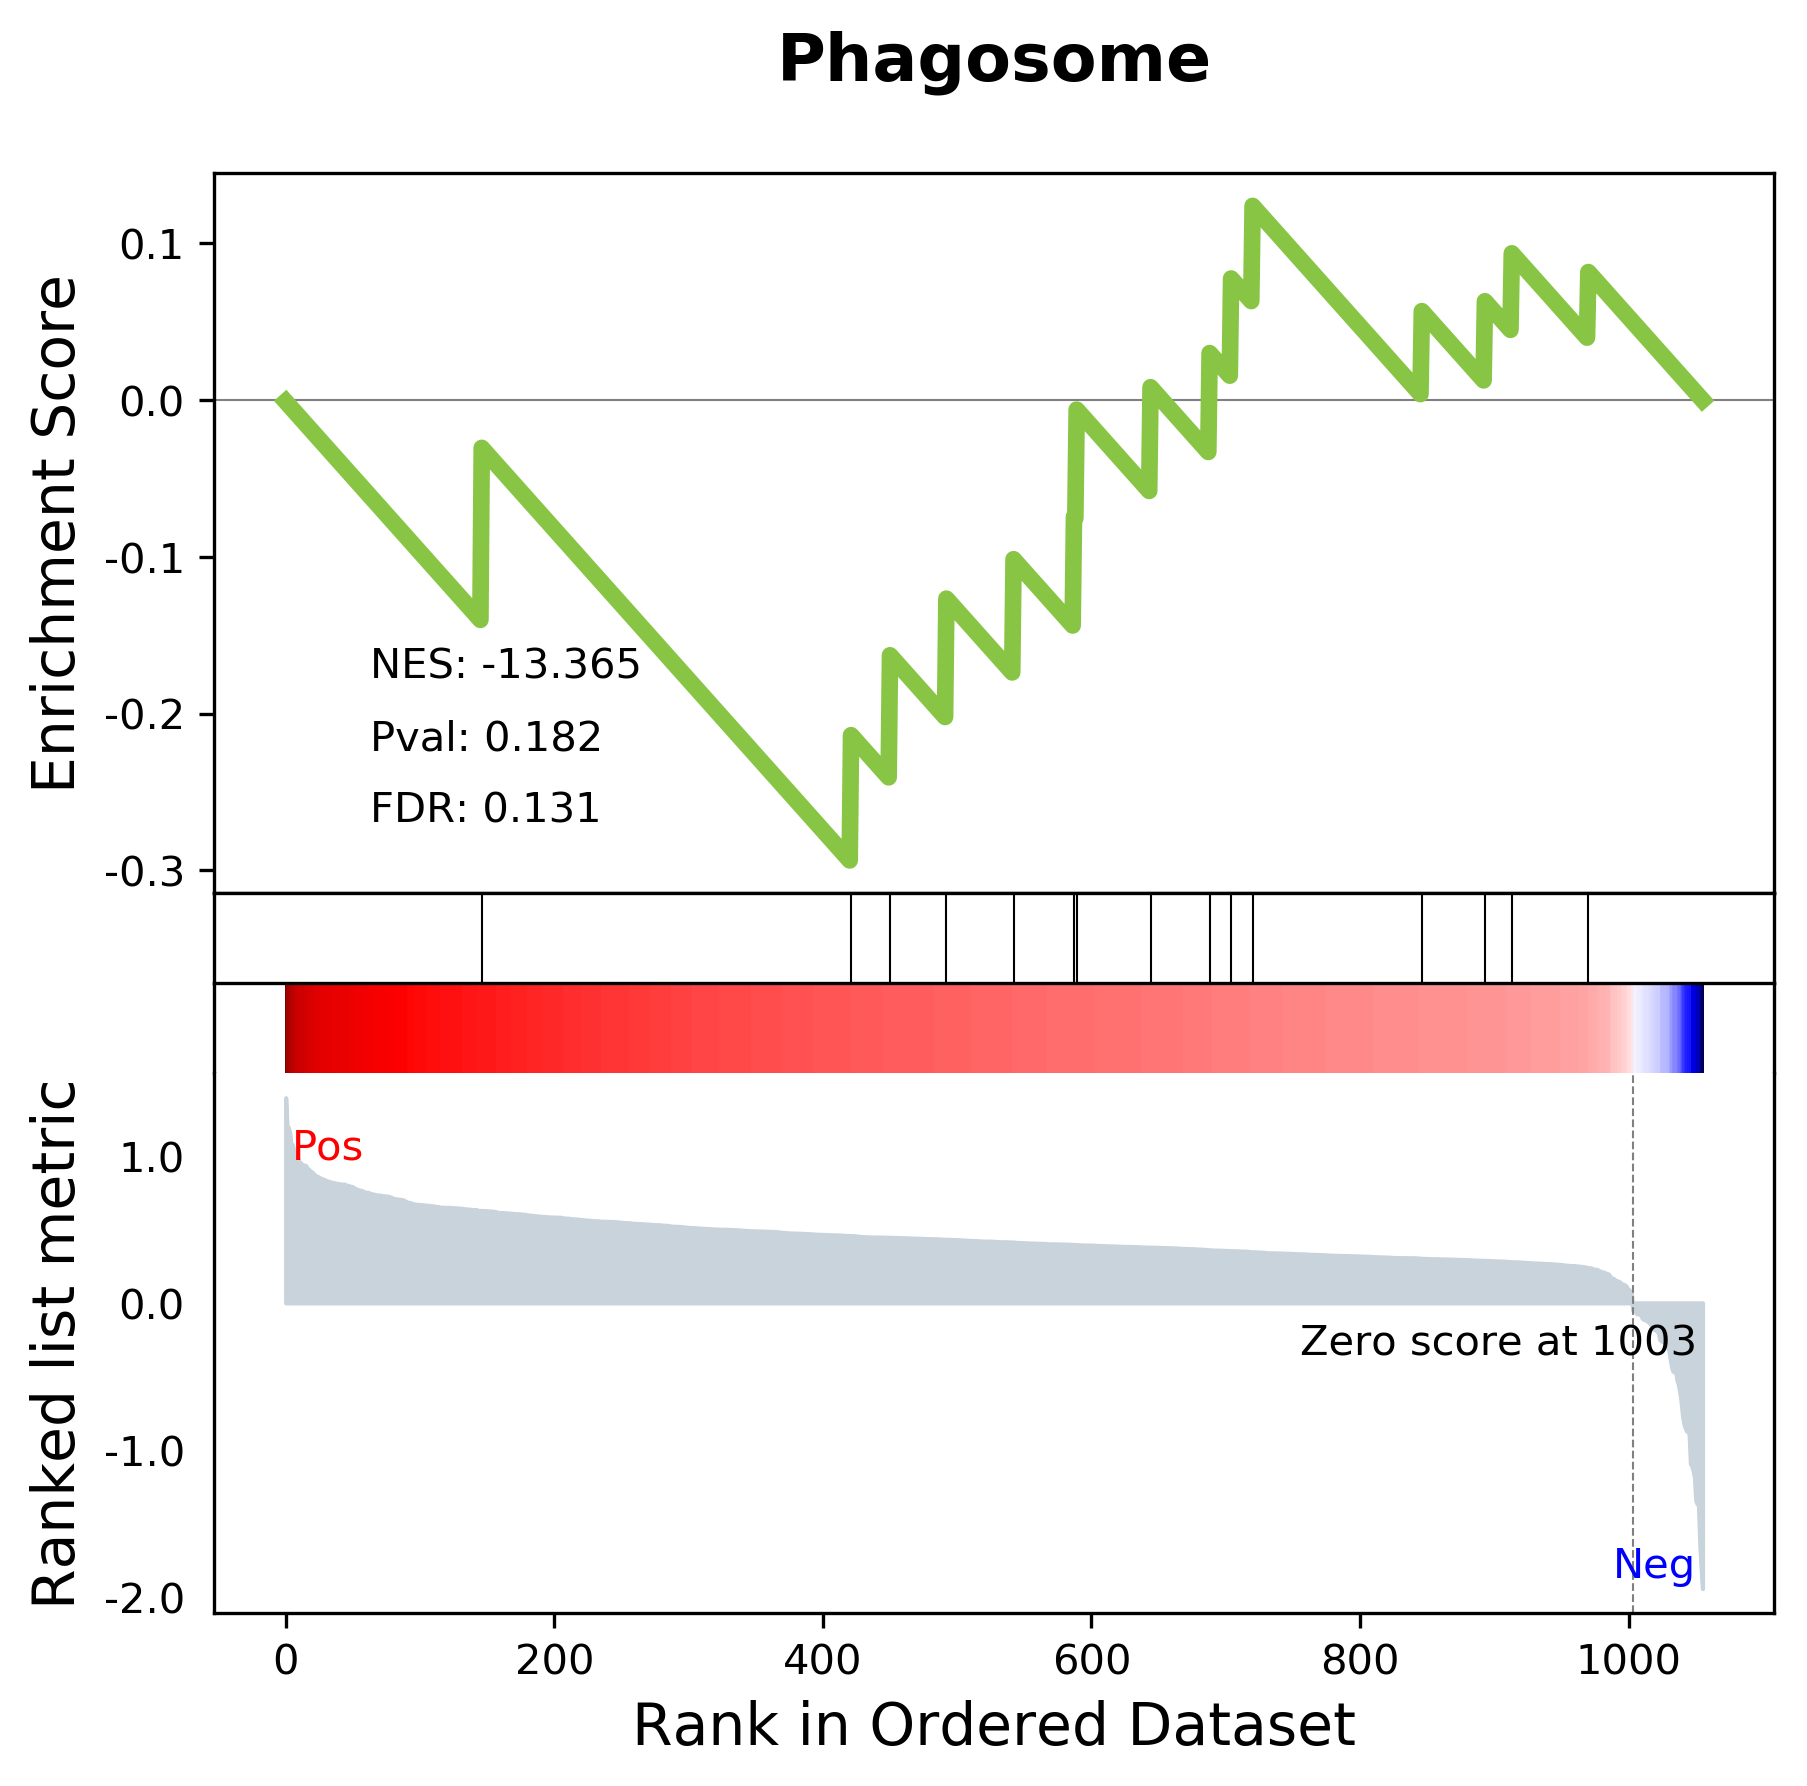 Phagosome
Enrichment Score
0.1
0.0
-0.1
-0.2
-0.3
NES: -13.365
Pval: 0.182
FDR: 0.131
Ranked list metric
1.0
0.0
-1.0
-2.0
Pos
Zero score at 1003
Neg
0 200 400 600 800 1000
Rank in Ordered Dataset